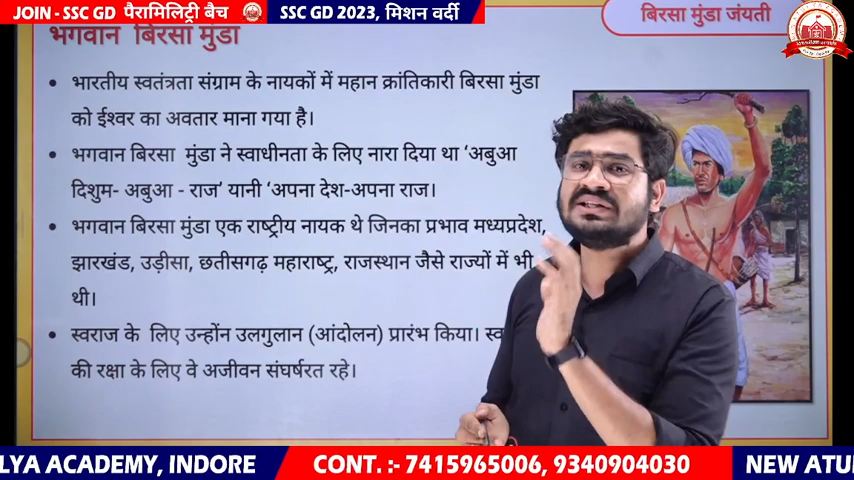 JOIN - SSC GD पैरामिलिट्री बैच
SSC GD 2023, मिशन वर्दी
बिरसा मुंडा जयंती
भगवान बिरसा मुंडा
• भारतीय स्वतंत्रता संग्राम के नायकों में महान क्रांतिकारी बिरसा मुंडा
को ईश्वर का अवतार माना गया है।
• भगवान बिरसा मुंडा ने स्वाधीनता के लिए नारा दिया था ‘अबुआ
दिशुम- अबुआ - राज’ यानी ‘अपना देश-अपना राज।
• भगवान बिरसा मुंडा एक राष्ट्रीय नायक थे जिनका प्रभाव मध्यप्रदेश,
झारखंड, उड़ीसा, छतीसगढ़ महाराष्ट्र, राजस्थान जैसे राज्यों में भी
थी।
• स्वराज के लिए उन्होंन उलगुलान (आंदोलन) प्रारंभ किया।
की रक्षा के लिए वे अजीवन संघर्षरत रहे।
LYA ACADEMY, INDORE
CONT. :- 7415965006, 9340904030
NEW ATU